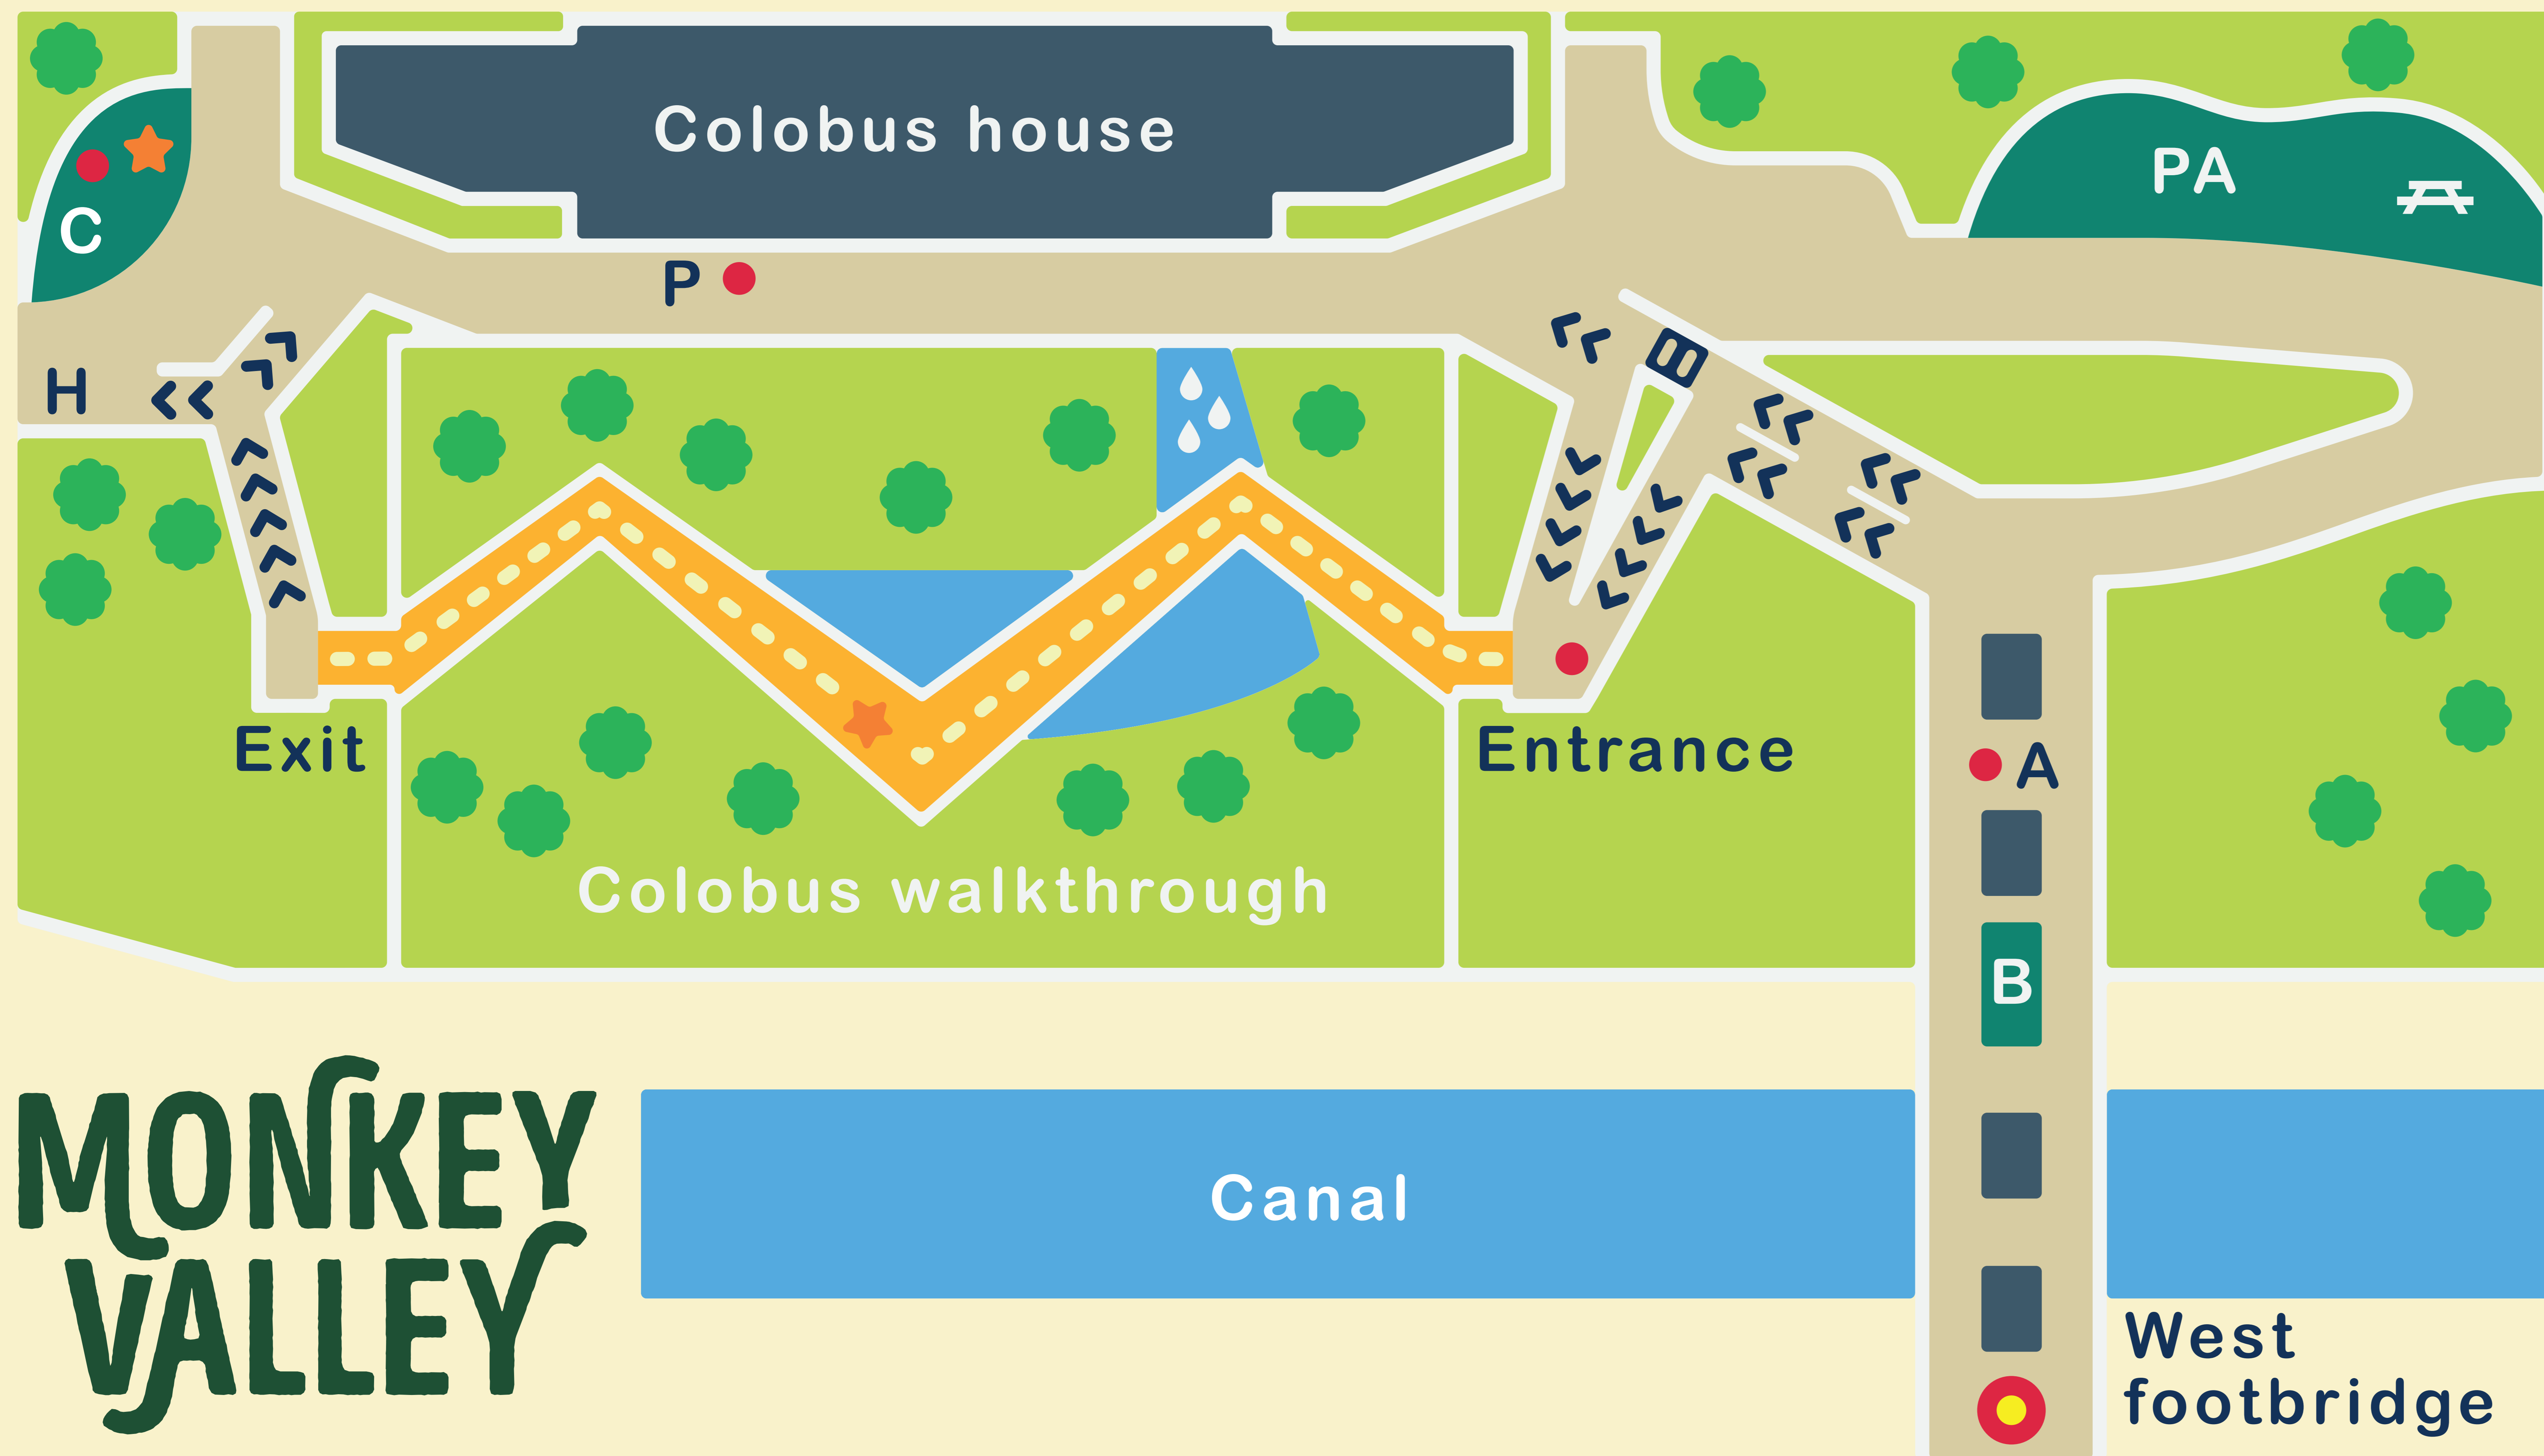 Colobus house
PA
C
P
H
Exit
Entrance
A
Colobus walkthrough
B
MONKEY
VALLEY
Canal
West
footbridge